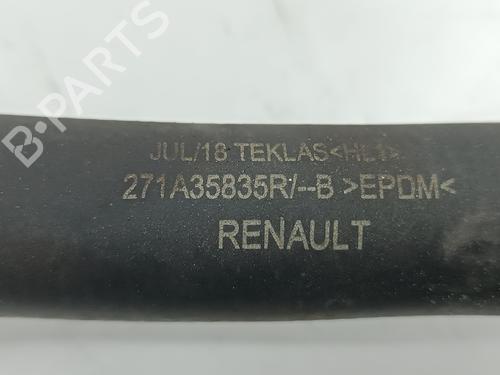 B-PARTS
JUL/18 TEKLAS<HL1>
271A35835R/--B >EPDM<
RENAULT